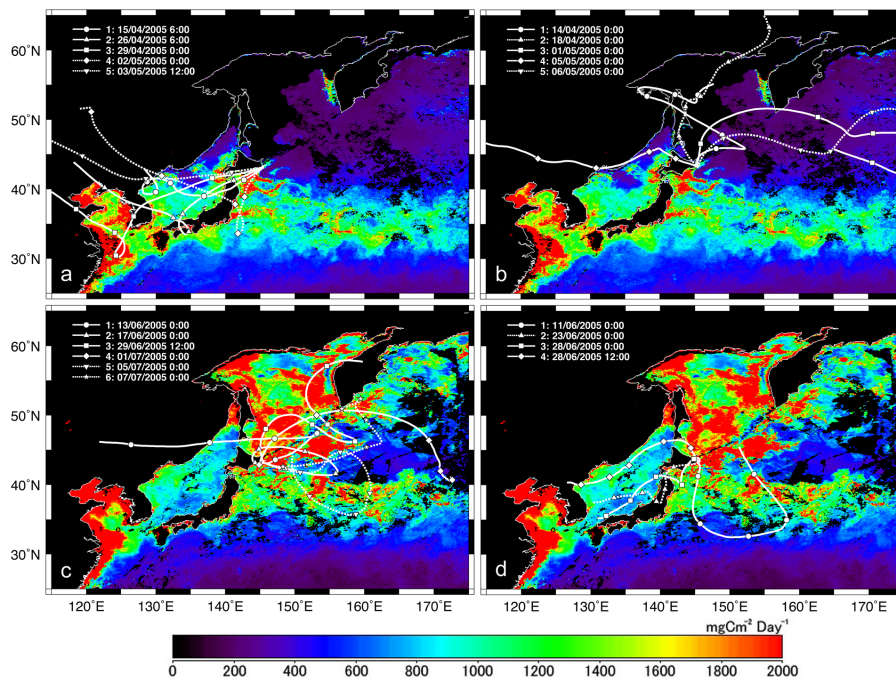 1: 15/04/2005 6:00
2: 26/04/2005 6:00
3: 29/04/2005 0:00
4: 02/05/2005 0:00
5: 03/05/2005 12:00
1: 14/04/2005 0:00
2: 18/04/2005 0:00
3: 01/05/2005 0:00
4: 05/05/2005 0:00
5: 06/05/2005 0:00
60°N
50°
40°
30°
a
b
1: 13/06/2005 0:00
2: 17/06/2005 0:00
3: 29/06/2005 12:00
4: 01/07/2005 0:00
5: 05/07/2005 0:00
6: 07/07/2005 0:00
1: 11/06/2005 0:00
2: 23/06/2005 0:00
3: 28/06/2005 0:00
4: 28/06/2005 12:00
60°N
50°
40°
30°
c
d
120°E 130° 140° 150° 160° 170°E
120°E 130° 140° 150° 160° 170°E
mgCm⁻² Day⁻¹
0 200 400 600 800 1000 1200 1400 1600 1800 2000